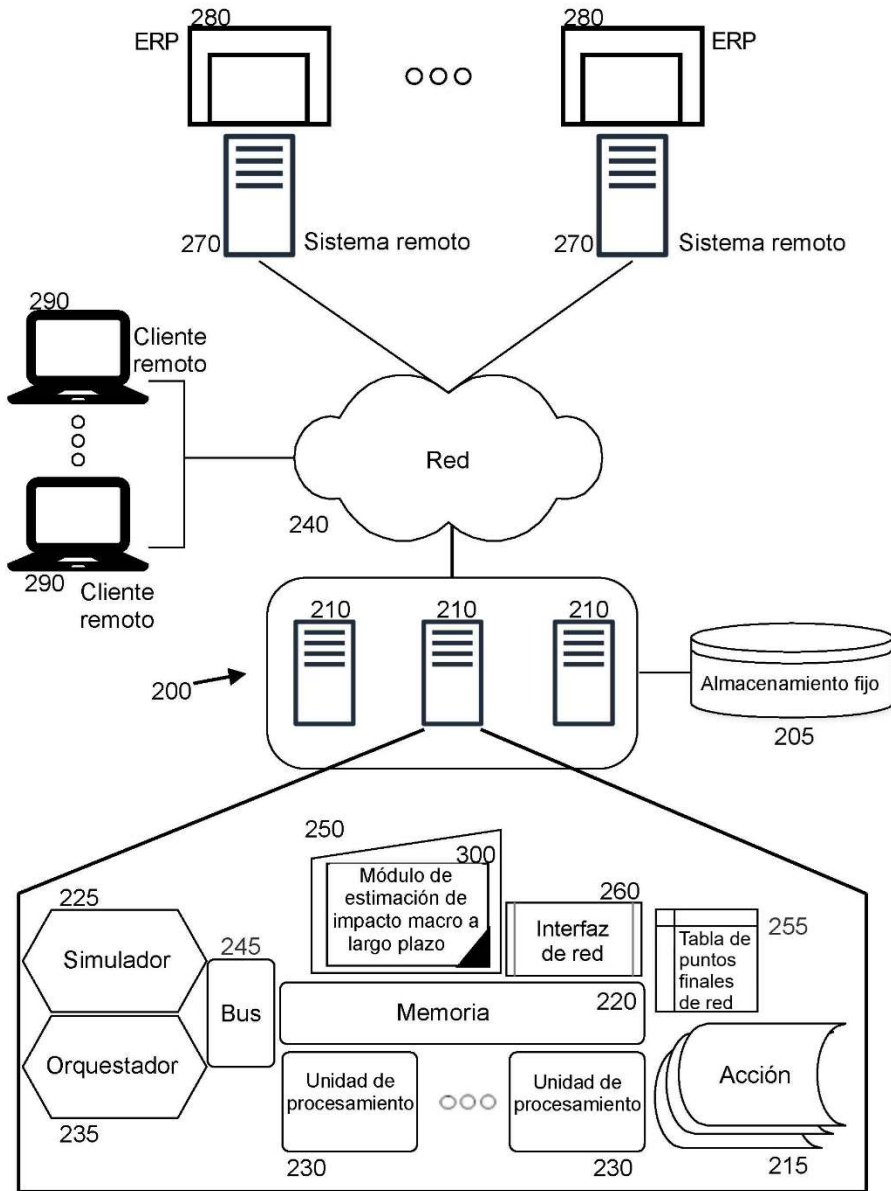 280
280
ERP
ERP
270
Sistema remoto
270
Sistema remoto
290
Cliente
remoto
Red
240
290
Cliente
remoto
210
210
210
200
Almacenamiento fijo
205
250
300
Módulo de
estimación de
impacto macro a
largo plazo
260
Interfaz
de red
255
Tabla de
puntos
finales
de red
225
Simulador
245
Bus
220
Memoria
Orquestador
235
Unidad de
procesamiento
230
Unidad de
procesamiento
230
Acción
215